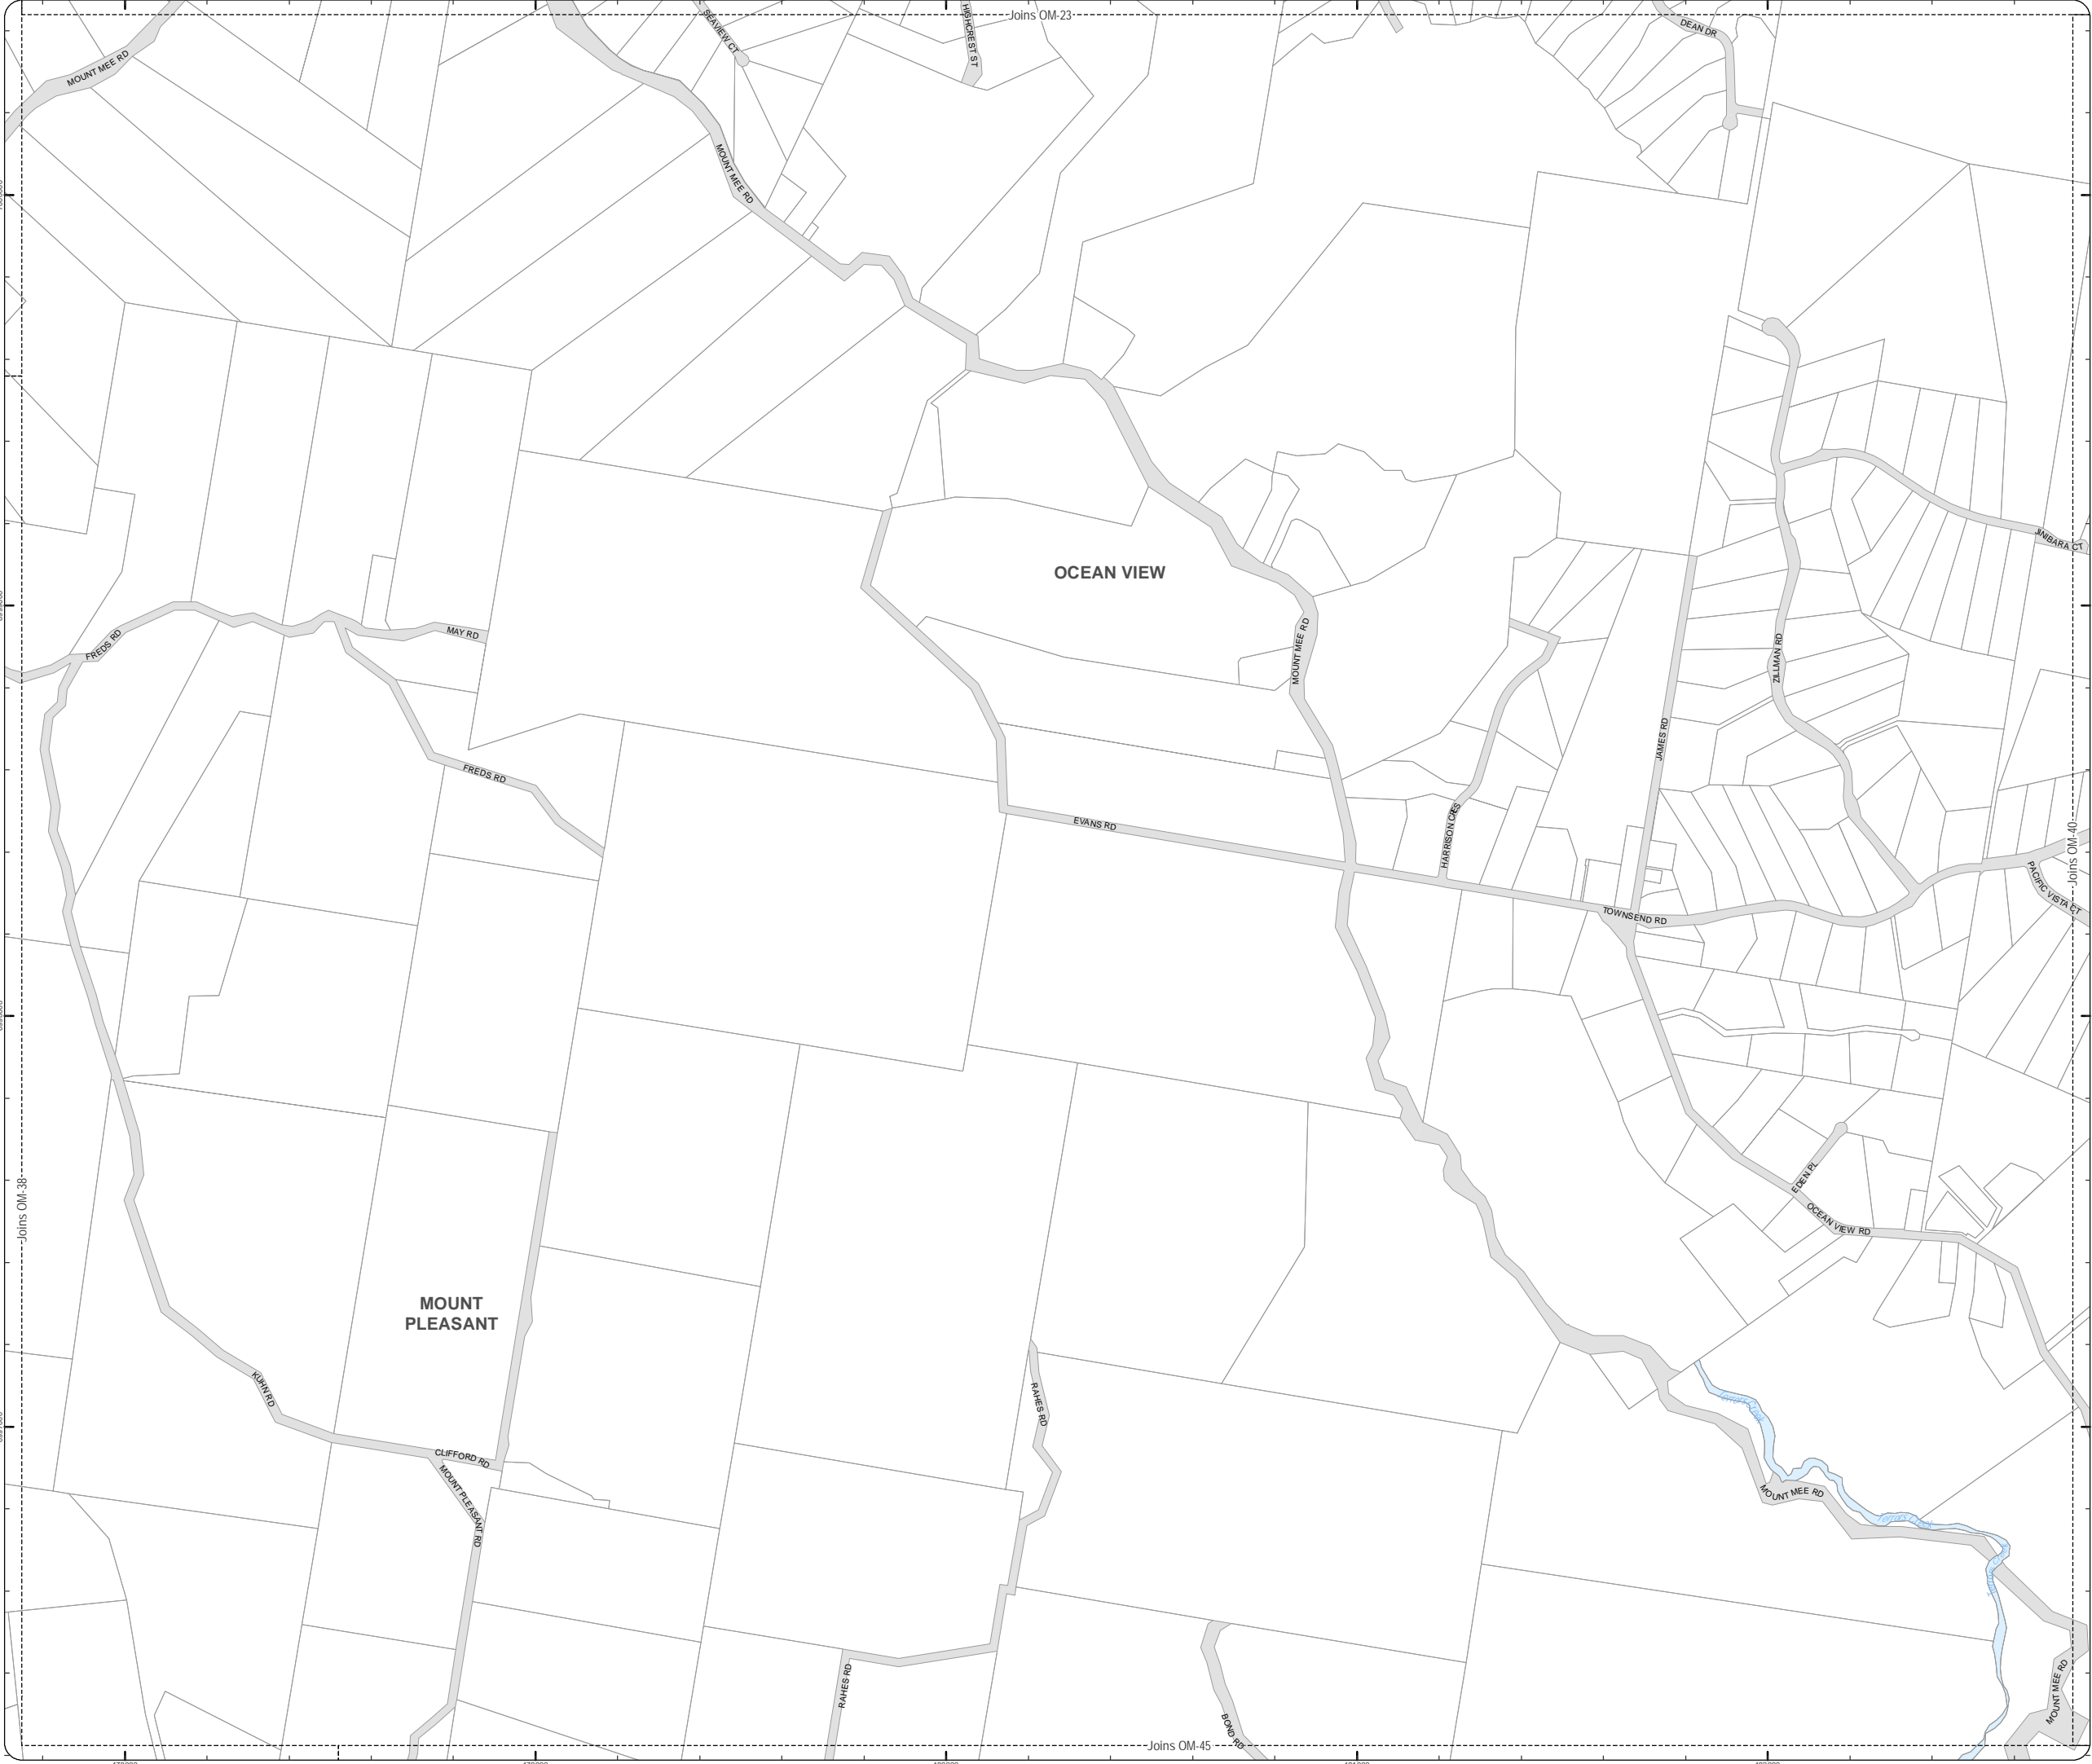 Joins OM-23
HIGHCREST ST
SEAVIEW CT
DEAN DR
MOUNT MEE RD
MOUNT MEE RD
JINIBARA CT
OCEAN VIEW
MAY RD
FREDS RD
MOUNT MEE RD
ZILLMAN RD
JAMES RD
FREDS RD
EVANS RD
HARRISON CRES
Joins OM-40
PACIFIC VISTA CT
TOWNSEND RD
EDEN PL
Joins OM-38
OCEAN VIEW RD
MOUNT
PLEASANT
KUHN RD
RAHES RD
CLIFFORD RD
MOUNT PLEASANT RD
MOUNT MEE RD
RAHES RD
MOUNT MEE RD
BOND RD
Joins OM-45